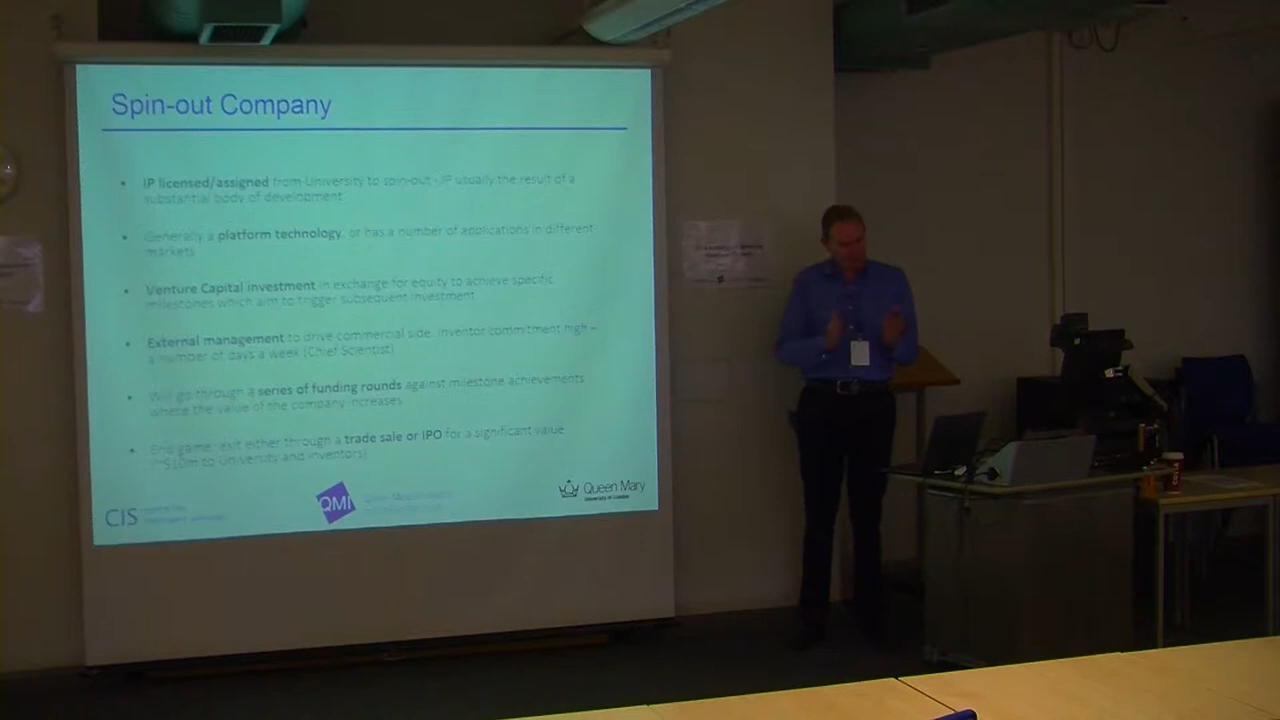 Spin-out Company
• IP licensed/assigned from University to spin-out - IP usually the result of a
substantial body of development
• Generally a platform technology, or has a number of applications in different
markets
• Venture Capital investment in exchange for equity to achieve specific
milestones which aim to trigger subsequent investment
• External management to drive commercial side, inventor commitment high –
a number of days a week (Chief Scientist)
• Will go through a series of funding rounds against milestone achievements
where the value of the company increases
• End game: exit either through a trade sale or IPO for a significant value
to University and inventors)
CIS
QMI
Queen Mary
University of London